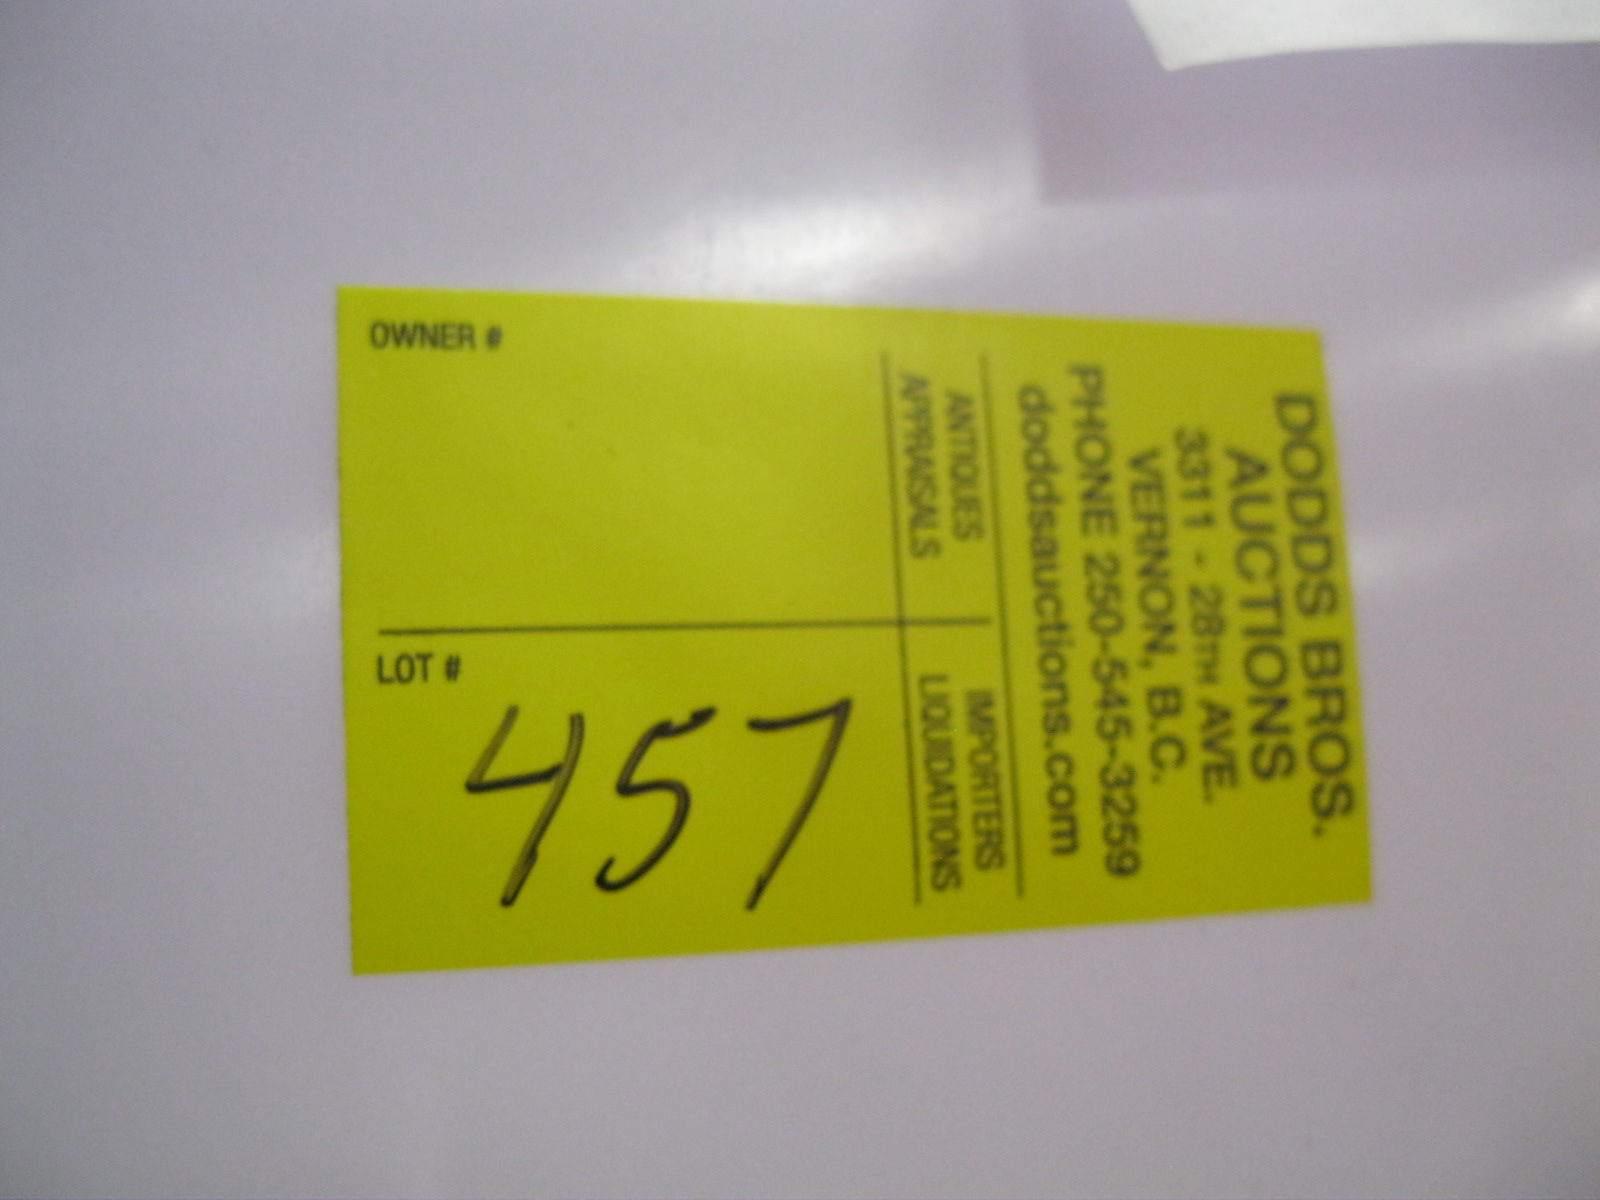 DODDS BROS.
AUCTIONS
3311 - 28TH AVE.
VERNON, B.C.
PHONE 250-545-3259
doddsauctions.com
ANTIQUES
APPRAISALS
IMPORTERS
LIQUIDATIONS
OWNER #
LOT #
457